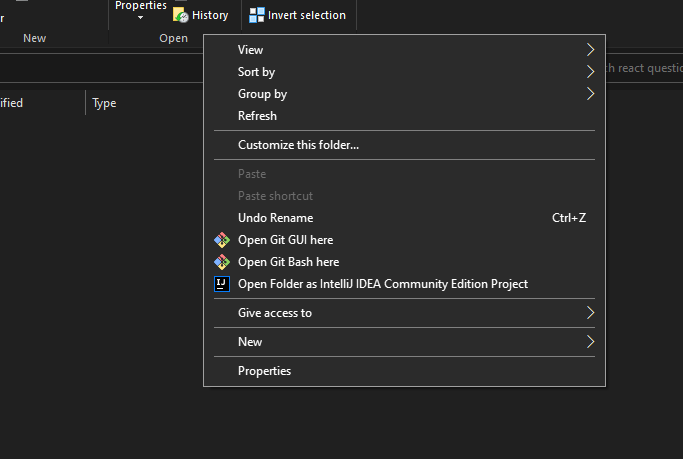 Properties
History
Invert selection
New
Open
ch react questio
ified
Type
View
Sort by
Group by
Refresh
Customize this folder...
Paste
Paste shortcut
Undo Rename Ctrl+Z
Open Git GUI here
Open Git Bash here
Open Folder as IntelliJ IDEA Community Edition Project
Give access to
New
Properties